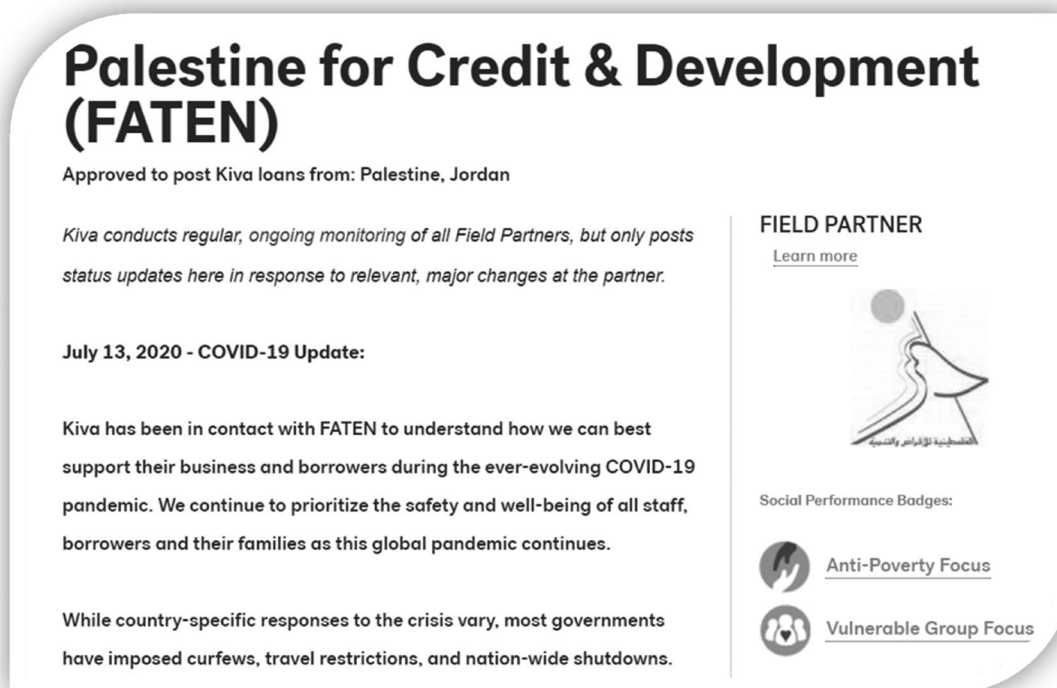 Palestine for Credit & Development
(FATEN)
Approved to post Kiva loans from: Palestine, Jordan
Kiva conducts regular, ongoing monitoring of all Field Partners, but only posts
status updates here in response to relevant, major changes at the partner.
July 13, 2020 - COVID-19 Update:
Kiva has been in contact with FATEN to understand how we can best
support their business and borrowers during the ever-evolving COVID-19
pandemic. We continue to prioritize the safety and well-being of all staff,
borrowers and their families as this global pandemic continues.
While country-specific responses to the crisis vary, most governments
have imposed curfews, travel restrictions, and nation-wide shutdowns.
FIELD PARTNER
Learn more
الفلسطينية للإقراض والتنمية
Social Performance Badges:
Anti-Poverty Focus
Vulnerable Group Focus